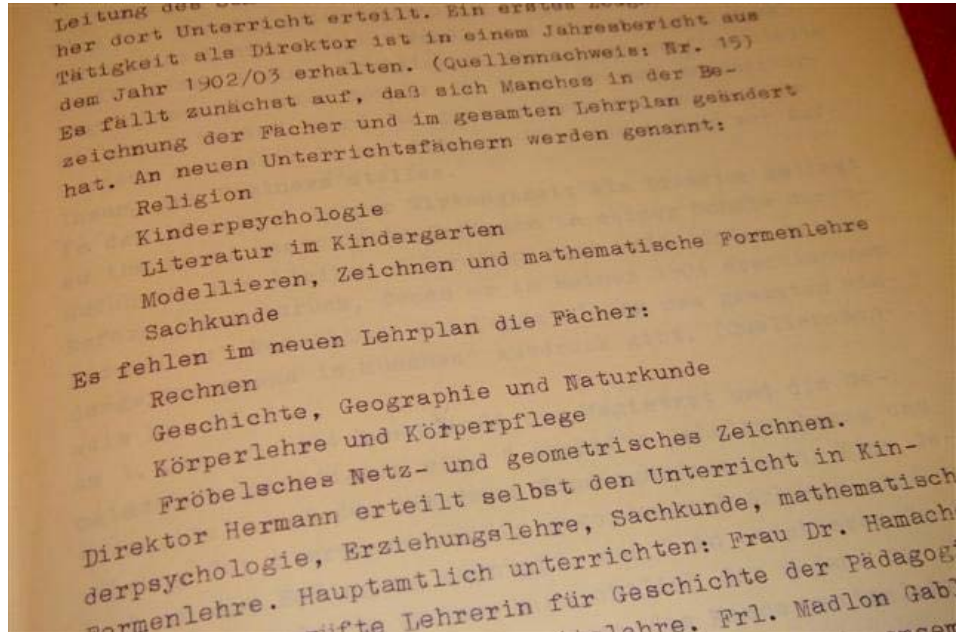 Leitung des
her dort Unterricht erteilt. Ein erstes
Tätigkeit als Direktor ist in einem Jahresbericht aus
dem Jahr 1902/03 erhalten. (Quellennachweis: Nr. 15)
Es fällt zunächst auf, daß sich Manches in der Be-
zeichnung der Fächer und im gesamten Lehrplan geändert
hat. An neuen Unterrichtsfächern werden genannt:
Religion
Kinderpsychologie
Literatur im Kindergarten
Modellieren, Zeichnen und mathematische Formenlehre
Sachkunde
Es fehlen im neuen Lehrplan die Fächer:
Rechnen
Geschichte, Geographie und Naturkunde
Körperlehre und Körperpflege
Fröbelsches Netz- und geometrisches Zeichnen.
Direktor Hermann erteilt selbst den Unterricht in Kin-
derpsychologie, Erziehungslehre, Sachkunde, mathematisch
Formenlehre. Hauptamtlich unterrichten: Frau Dr. Hamach
Lehrerin für Geschichte der Pädagogi
Frl. Madlon Gabl